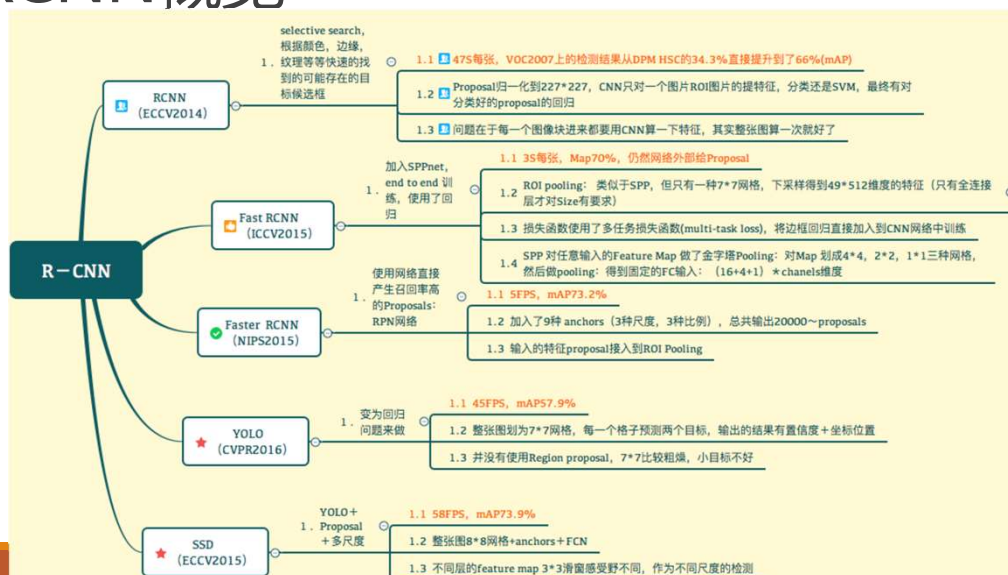 RCNN概览
selective search,
根据颜色，边缘，
1. 纹理等等快速的找
到的可能存在的目
标候选框
1.1 47S每张，VOC2007上的检测结果从DPM HSC的34.3%直接提升到了66%(mAP)
RCNN
(ECCV2014)
1.2 Proposal归一化到227*227，CNN只对一个图片ROI图片的提特征，分类还是SVM，最终有对
分类好的proposal的回归
1.3 问题在于每一个图像块进来都要用CNN算一下特征，其实整张图算一次就好了
加入SPPnet,
1. end to end 训
练，使用了回
归
1.1 3S每张，Map70%，仍然网络外部给Proposal
1.2 ROI pooling：类似于SPP，但只有一种7*7网格，下采样得到49*512维度的特征（只有全连接
层才对Size有要求）
Fast RCNN
(ICCV2015)
1.3 损失函数使用了多任务损失函数(multi-task loss)，将边框回归直接加入到CNN网络中训练
1.4 SPP 对任意输入的Feature Map 做了金字塔Pooling：对Map 划成4*4，2*2，1*1三种网格，
然后做pooling：得到固定的FC输入：（16+4+1）*chanels维度
R-CNN
使用网络直接
1. 产生召回率高
的Proposals：
RPN网络
1.1 5FPS，mAP73.2%
Faster RCNN
(NIPS2015)
1.2 加入了9种 anchors（3种尺度，3种比例），总共输出20000～proposals
1.3 输入的特征proposal接入到ROI Pooling
1. 变为回归
问题来做
1.1 45FPS，mAP57.9%
YOLO
(CVPR2016)
1.2 整张图划为7*7网格，每一个格子预测两个目标，输出的结果有置信度+坐标位置
1.3 并没有使用Region proposal，7*7比较粗燥，小目标不好
YOLO+
1. Proposal
+多尺度
1.1 58FPS，mAP73.9%
SSD
(ECCV2015)
1.2 整张图8*8网格+anchors+FCN
1.3 不同层的feature map 3*3滑窗感受野不同，作为不同尺度的检测